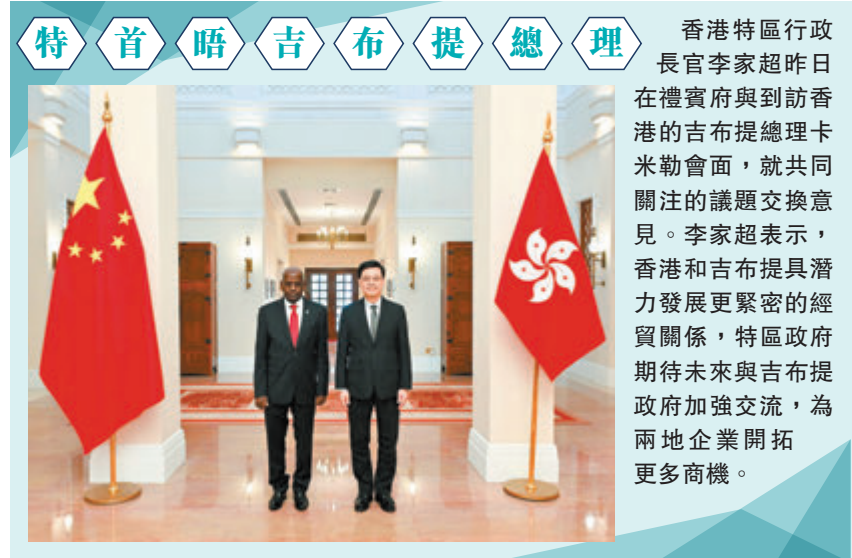 特首晤吉布提總理
香港特區行政
長官李家超昨日
在禮賓府與到訪香
港的吉布提總理卡
米勒會面，就共同
關注的議題交換意
見。李家超表示，
香港和吉布提具潛
力發展更緊密的經
貿關係，特區政府
期待未來與吉布提
政府加強交流，為
兩地企業開拓
更多商機。